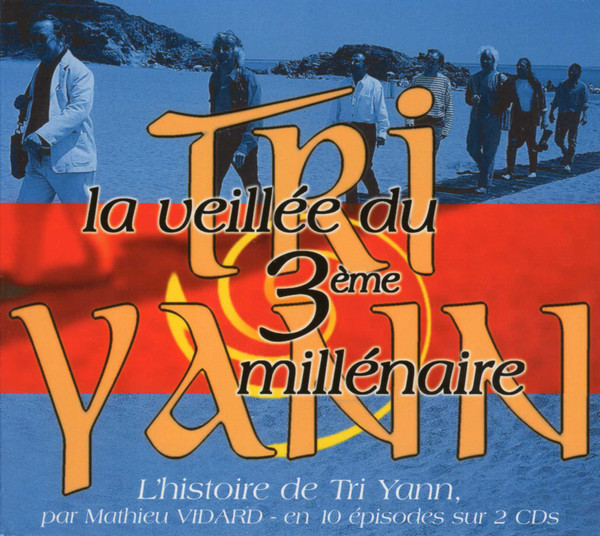 TRI
YANN
la veillée du
3ème
millénaire
L'histoire de Tri Yann,
par Mathieu VIDARD - en 10 épisodes sur 2 CDs